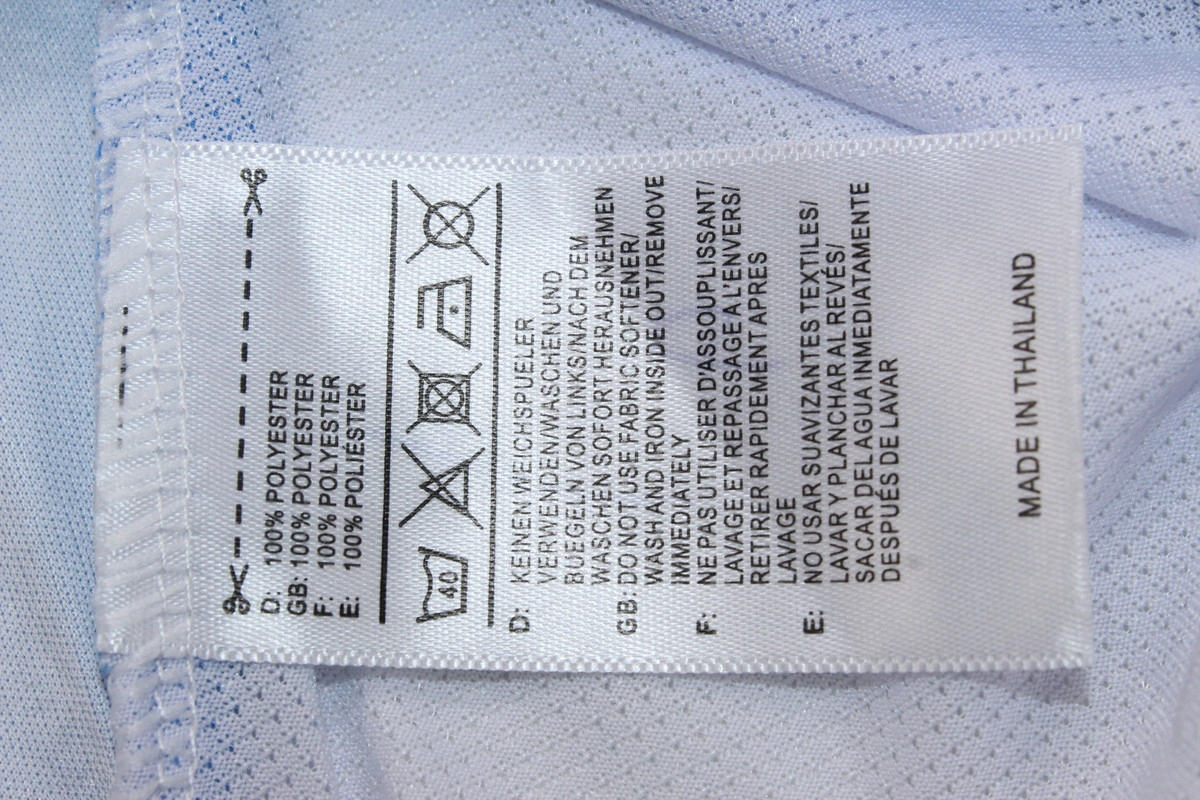 D: 100% POLYESTER
GB: 100% POLYESTER
F: 100% POLYESTER
E: 100% POLIÉSTER
40
D: KEINEN WEICHSPUELER
VERWENDEN/WASCHEN UND
BUEGELN VON LINKS/NACH DEM
WASCHEN SOFORT HERAUSNEHMEN
GB: DO NOT USE FABRIC SOFTENER/
WASH AND IRON INSIDE OUT/REMOVE
IMMEDIATELY
F: NE PAS UTILISER D'ASSOUPLISSANT/
LAVAGE ET REPASSAGE A L'ENVERS/
RETIRER RAPIDEMENT APRES
LAVAGE
E: NO USAR SUAVIZANTES TEXTILES/
LAVAR Y PLANCHAR AL REVÉS/
SACAR DEL AGUA INMEDIATAMENTE
DESPUÉS DE LAVAR
MADE IN THAILAND